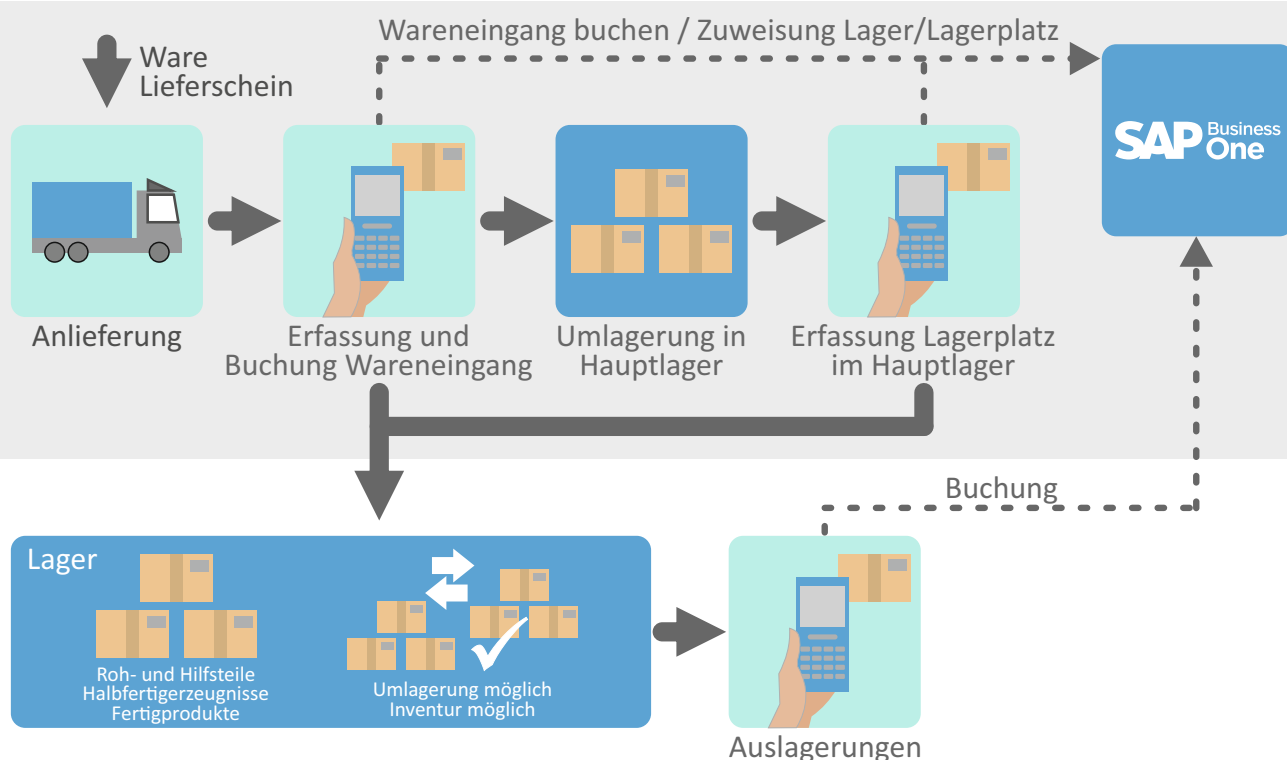 Wareneingang buchen / Zuweisung Lager/Lagerplatz
Ware
Lieferschein
SAP Business
One
Anlieferung
Erfassung und
Buchung Wareneingang
Umlagerung in
Hauptlager
Erfassung Lagerplatz
im Hauptlager
Buchung
Lager
Roh- und Hilfsteile
Halbfertigerzeugnisse
Fertigprodukte
Umlagerung möglich
Inventur möglich
Auslagerungen